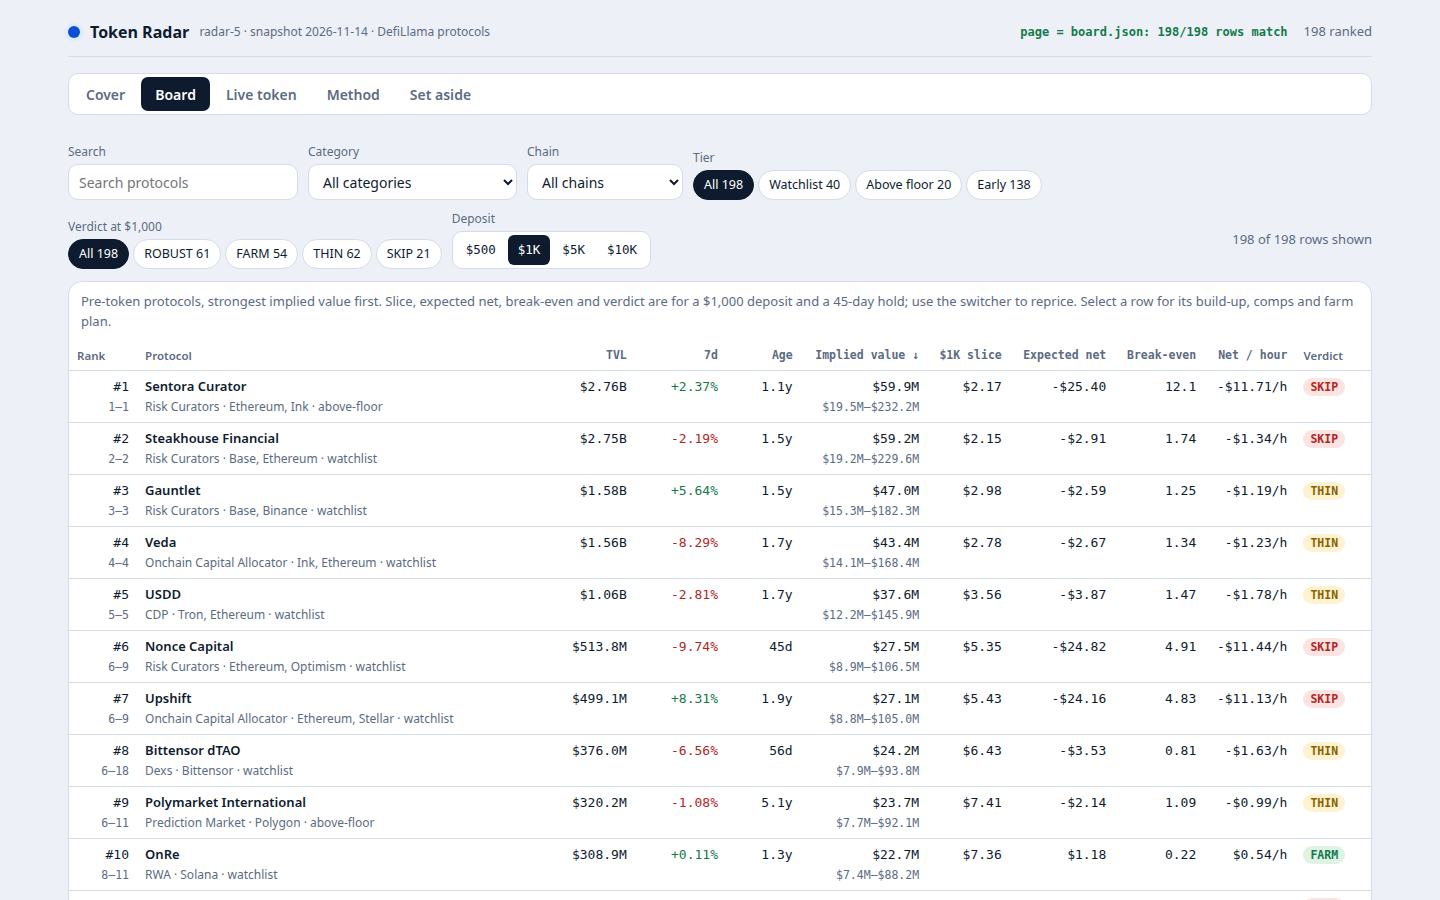 Token Radar radar-5 · snapshot 2026-11-14 · DefiLlama protocols page = board.json: 198/198 rows match 198 ranked
Cover Board Live token Method Set aside
Search Category Chain Tier
Search protocols All categories All chains All 198 Watchlist 40 Above floor 20 Early 138
Verdict at $1,000 Deposit
All 198 ROBUST 61 FARM 54 THIN 62 SKIP 21 $500 $1K $5K $10K 198 of 198 rows shown
Pre-token protocols, strongest implied value first. Slice, expected net, break-even and verdict are for a $1,000 deposit and a 45-day hold; use the switcher to reprice. Select a row for its build-up, comps and farm
plan.
Rank Protocol TVL 7d Age Implied value ↓ $1K slice Expected net Break-even Net / hour Verdict
#1 Sentora Curator $2.76B +2.37% 1.1y $59.9M $2.17 -$25.40 12.1 -$11.71/h SKIP
1–1 Risk Curators · Ethereum, Ink · above-floor $19.5M–$232.2M
#2 Steakhouse Financial $2.75B -2.19% 1.5y $59.2M $2.15 -$2.91 1.74 -$1.34/h SKIP
2–2 Risk Curators · Base, Ethereum · watchlist $19.2M–$229.6M
#3 Gauntlet $1.58B +5.64% 1.5y $47.0M $2.98 -$2.59 1.25 -$1.19/h THIN
3–3 Risk Curators · Base, Binance · watchlist $15.3M–$182.3M
#4 Veda $1.56B -8.29% 1.7y $43.4M $2.78 -$2.67 1.34 -$1.23/h THIN
4–4 Onchain Capital Allocator · Ink, Ethereum · watchlist $14.1M–$168.4M
#5 USDD $1.06B -2.81% 1.7y $37.6M $3.56 -$3.87 1.47 -$1.78/h THIN
5–5 CDP · Tron, Ethereum · watchlist $12.2M–$145.9M
#6 Nonce Capital $513.8M -9.74% 45d $27.5M $5.35 -$24.82 4.91 -$11.44/h SKIP
6–9 Risk Curators · Ethereum, Optimism · watchlist $8.9M–$106.5M
#7 Upshift $499.1M +8.31% 1.9y $27.1M $5.43 -$24.16 4.83 -$11.13/h SKIP
6–9 Onchain Capital Allocator · Ethereum, Stellar · watchlist $8.8M–$105.0M
#8 Bittensor dTAO $376.0M -6.56% 56d $24.2M $6.43 -$3.53 0.81 -$1.63/h THIN
6–18 Dexs · Bittensor · watchlist $7.9M–$93.8M
#9 Polymarket International $320.2M -1.08% 5.1y $23.7M $7.41 -$2.14 1.09 -$0.99/h THIN
6–11 Prediction Market · Polygon · above-floor $7.7M–$92.1M
#10 OnRe $308.9M +0.11% 1.3y $22.7M $7.36 $1.18 0.22 $0.54/h FARM
8–11 RWA · Solana · watchlist $7.4M–$88.2M